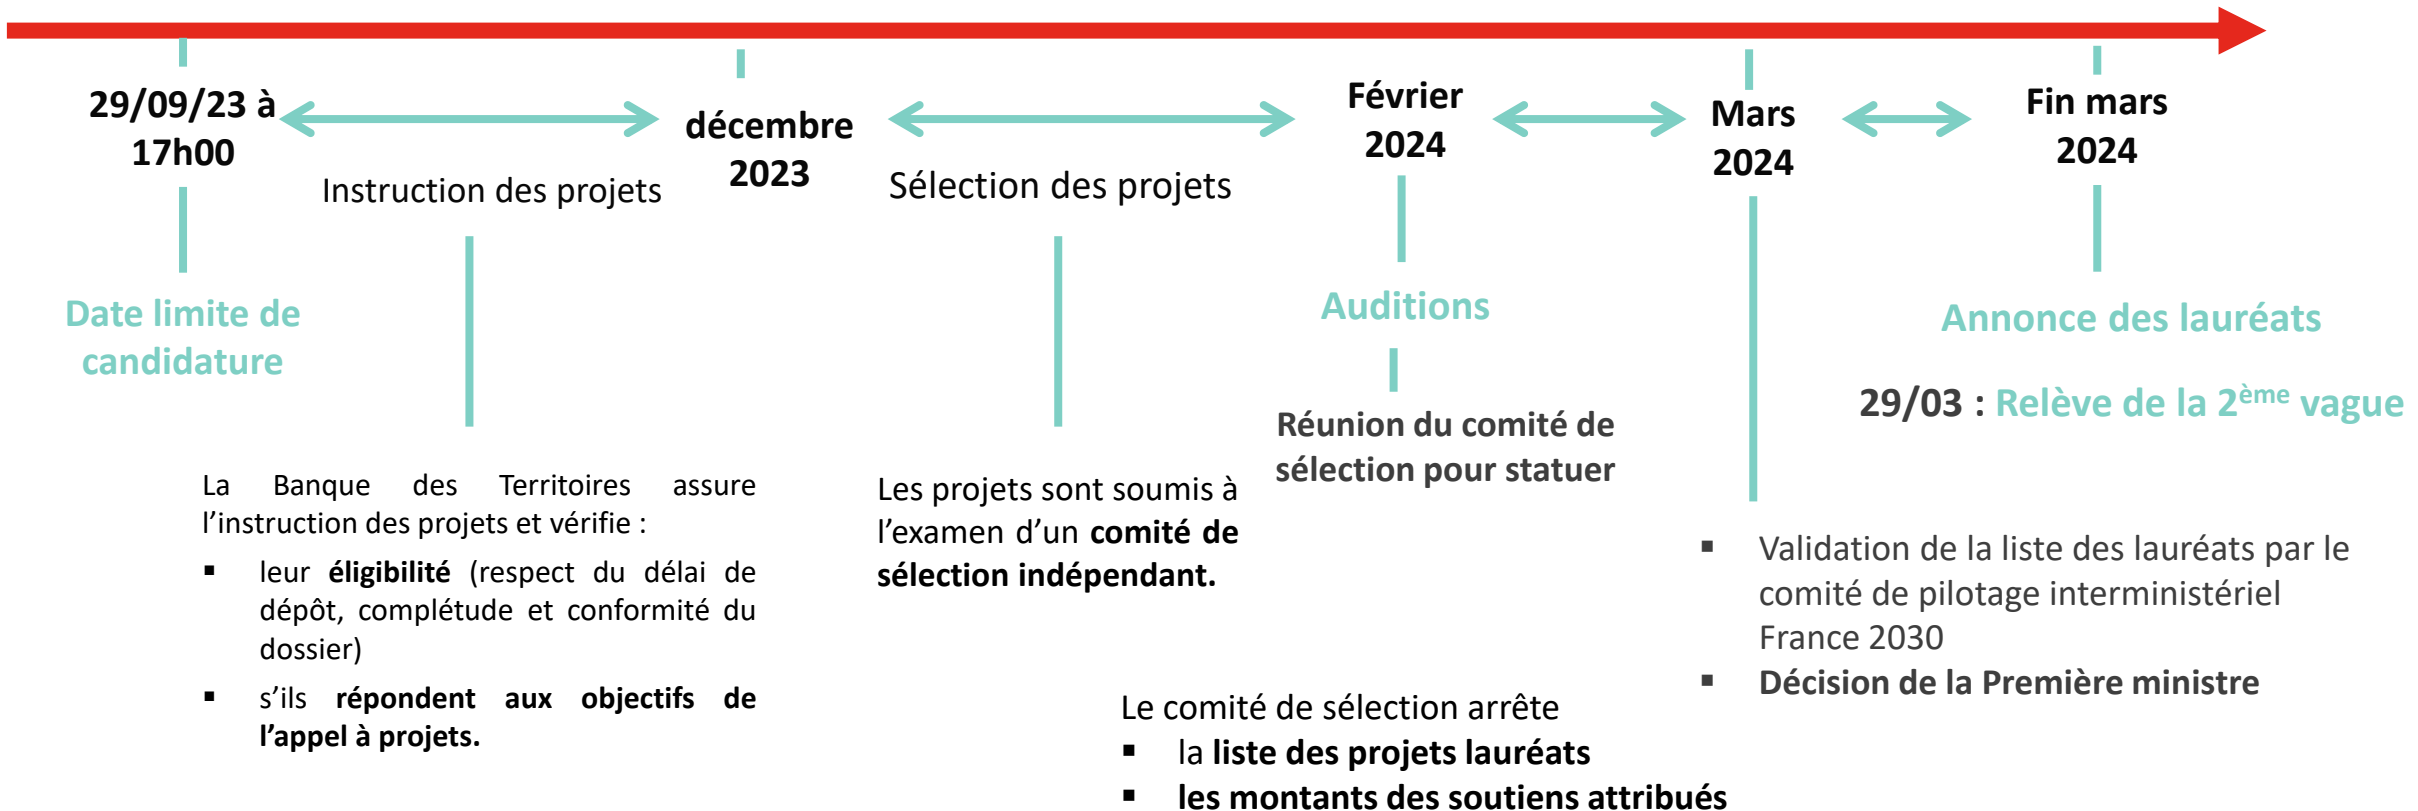 29/09/23 à
17h00
Instruction des projets
décembre
2023
Sélection des projets
Février
2024
Mars
2024
Fin mars
2024
Date limite de
candidature
Auditions
Annonce des lauréats
29/03 : Relève de la 2ème vague
Réunion du comité de
sélection pour statuer
La Banque des Territoires assure
l’instruction des projets et vérifie :
▪ leur éligibilité (respect du délai de
dépôt, complétude et conformité du
dossier)
▪ s’ils répondent aux objectifs de
l’appel à projets.
Les projets sont soumis à
l’examen d’un comité de
sélection indépendant.
▪ Validation de la liste des lauréats par le
comité de pilotage interministériel
France 2030
▪ Décision de la Première ministre
Le comité de sélection arrête
▪ la liste des projets lauréats
▪ les montants des soutiens attribués